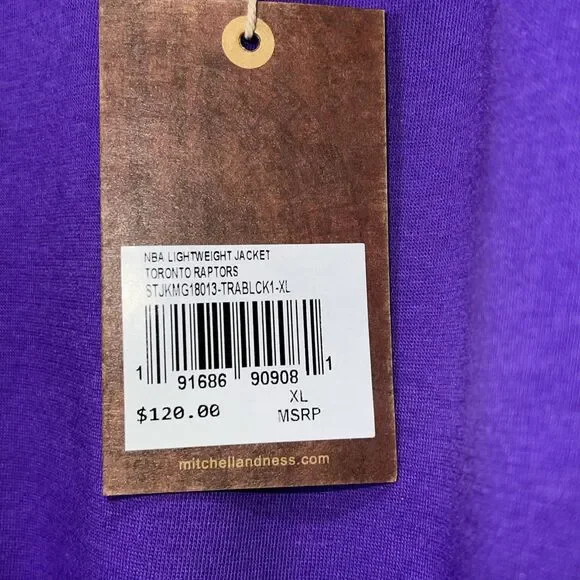 NBA LIGHTWEIGHT JACKET
TORONTO RAPTORS
STJKMG18013-TRABLCK1-XL
1 91686 90908 1
XL
$120.00 MSRP
mitchellandness.com